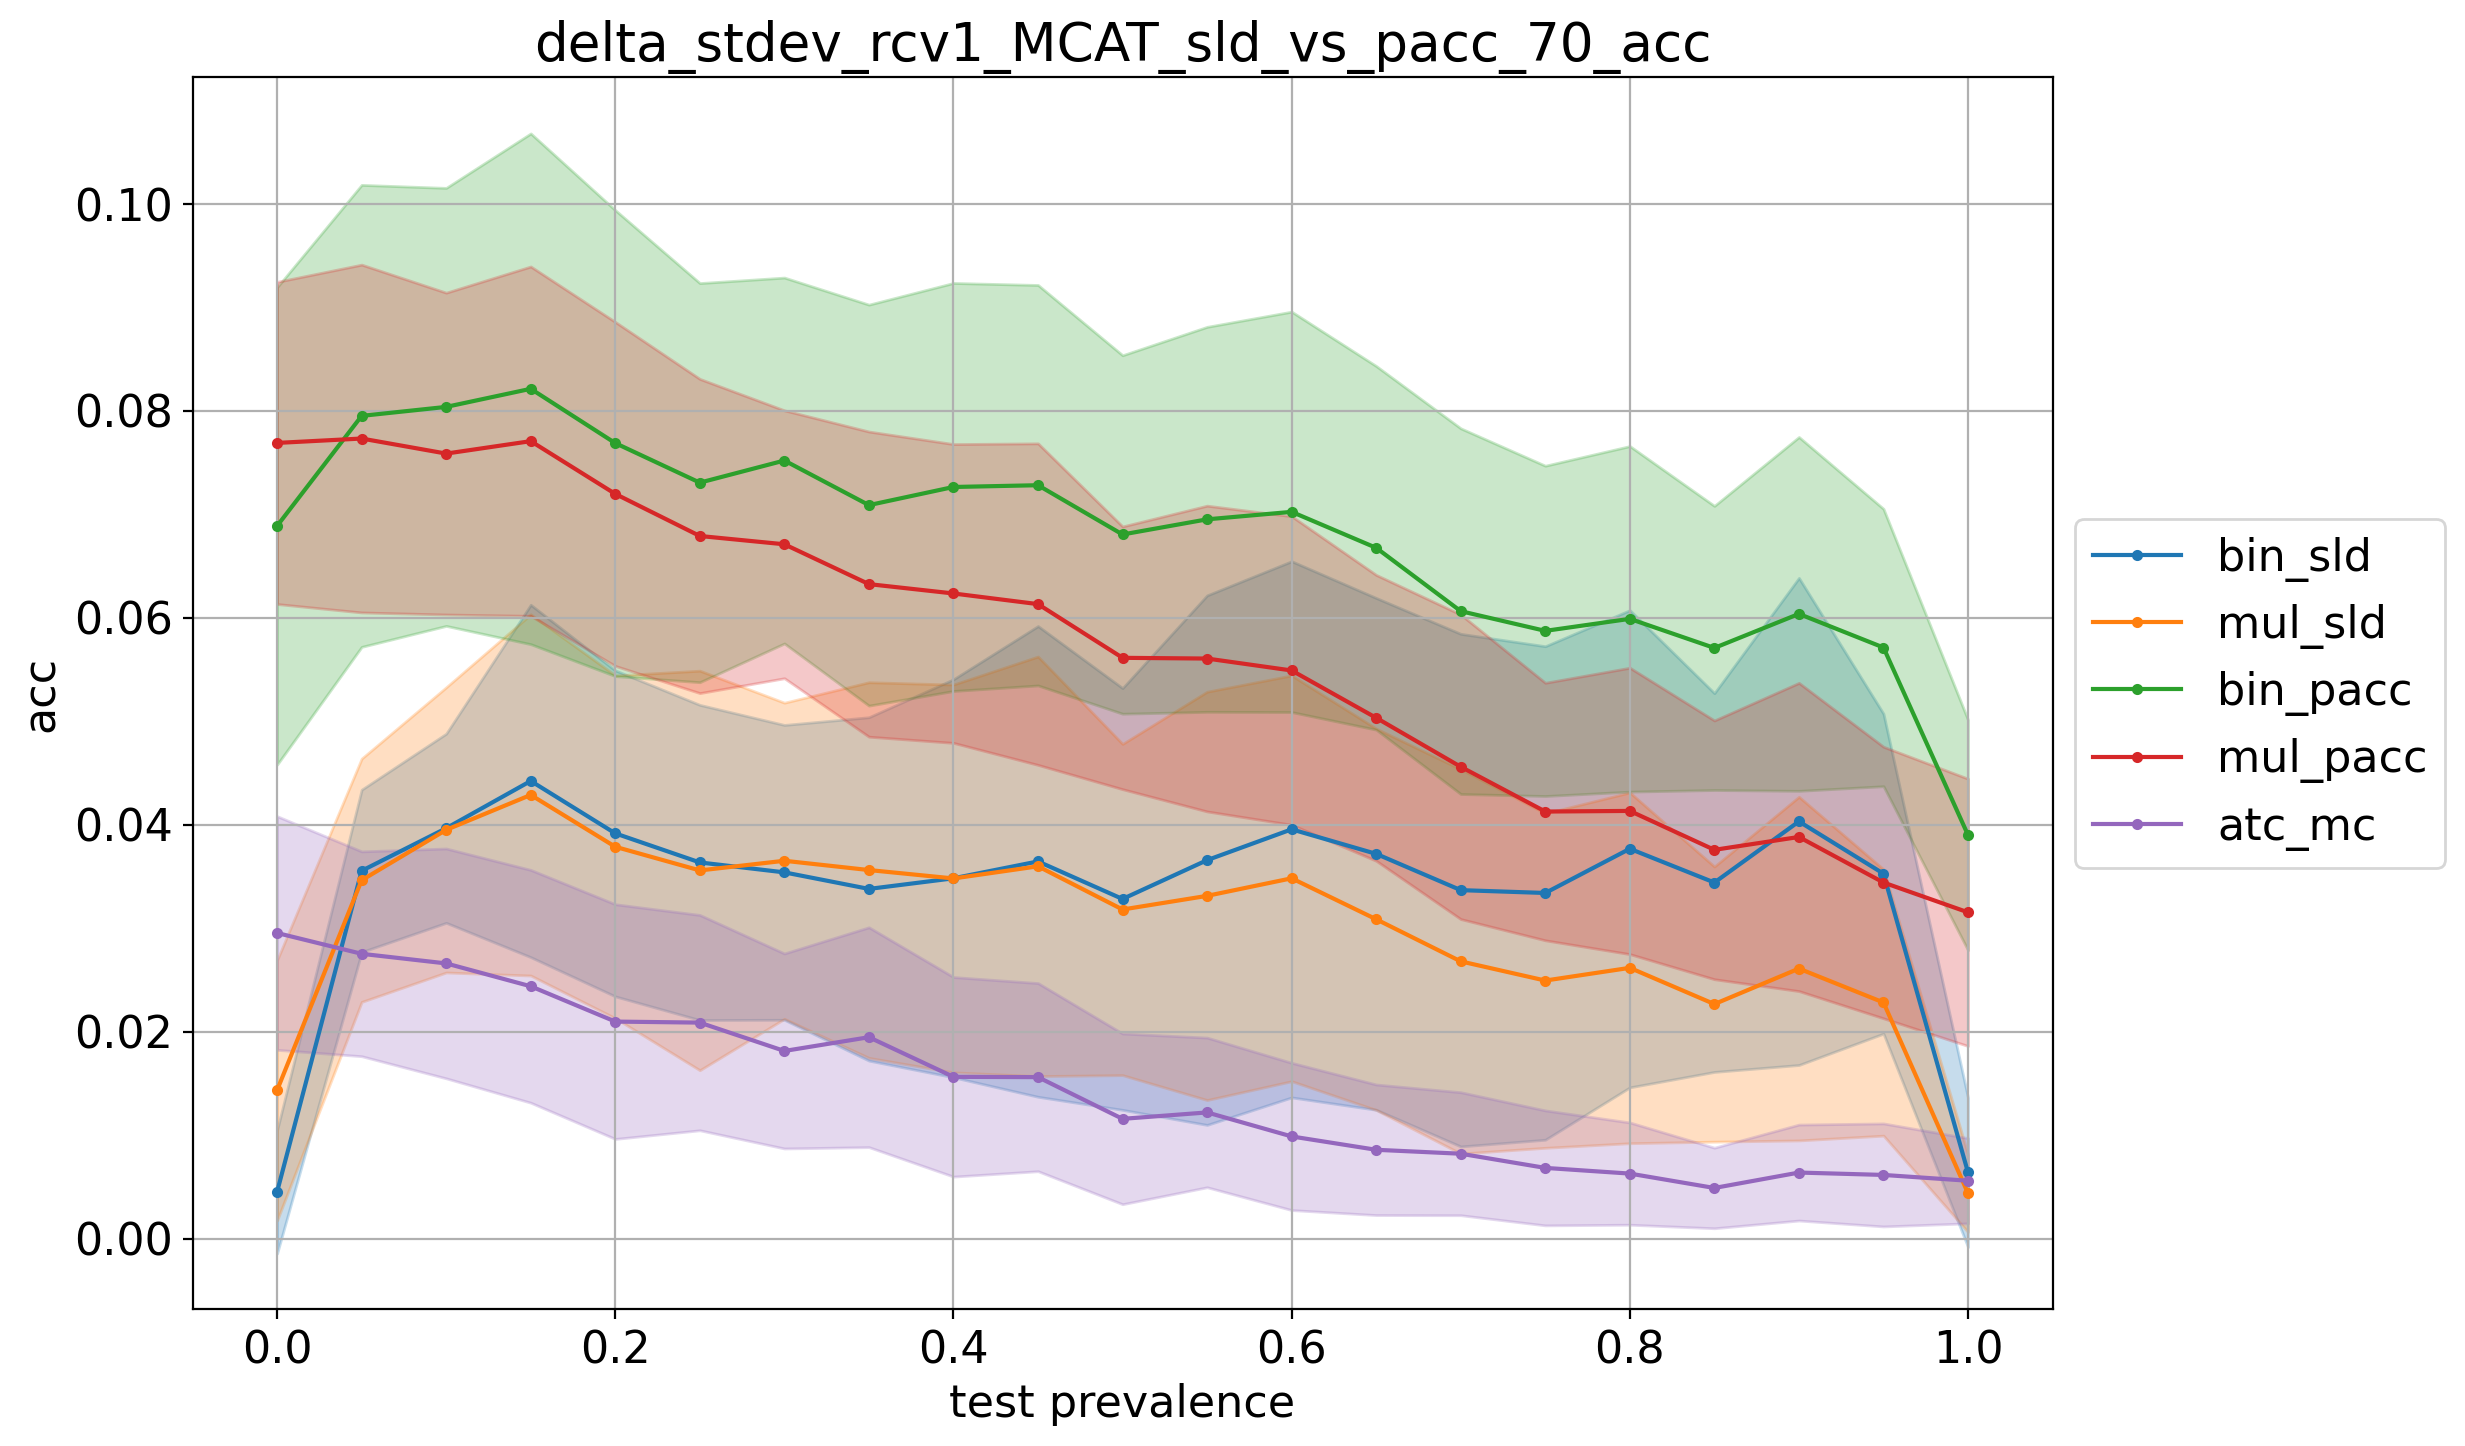 delta_stdev_rcv1_MCAT_sld_vs_pacc_70_acc
acc
0.10
0.08
0.06
0.04
0.02
0.00
0.0 0.2 0.4 0.6 0.8 1.0
test prevalence
bin_sld
mul_sld
bin_pacc
mul_pacc
atc_mc